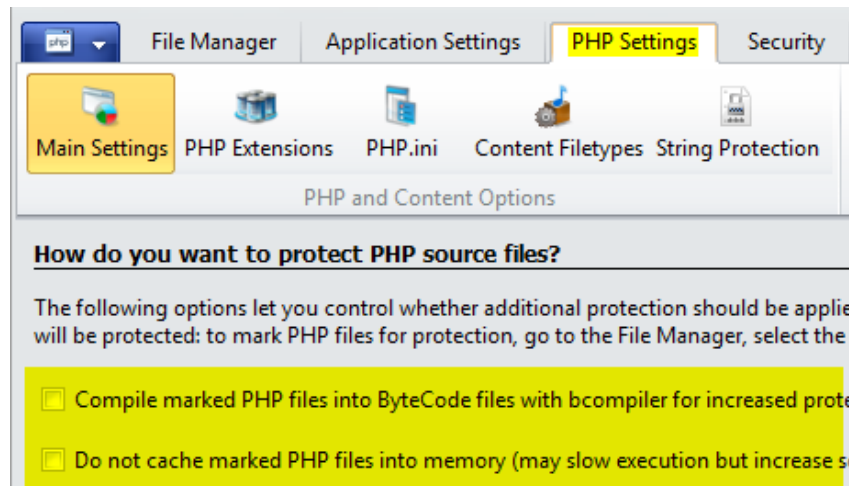 php
File Manager Application Settings PHP Settings Security
Main Settings PHP Extensions PHP.ini Content Filetypes String Protection
PHP and Content Options
How do you want to protect PHP source files?
The following options let you control whether additional protection should be
will be protected: to mark PHP files for protection, go to the File Manager, select the
Compile marked PHP files into ByteCode files with bcompiler for increased
Do not cache marked PHP files into memory (may slow execution but increase